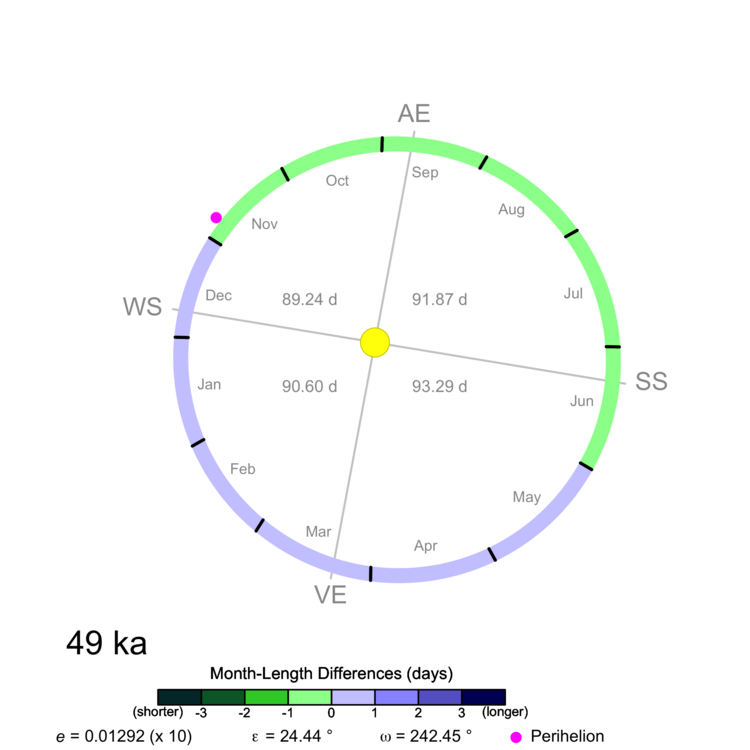 AE
Oct
Sep
Nov
Aug
WS
Dec
89.24 d
91.87 d
Jul
Jan
90.60 d
93.29 d
Jun
SS
Feb
May
Mar
Apr
VE
49 ka
Month-Length Differences (days)
(shorter) -3 -2 -1 0 1 2 3 (longer)
e = 0.01292 (x 10) ε = 24.44 ° ω = 242.45 ° Perihelion